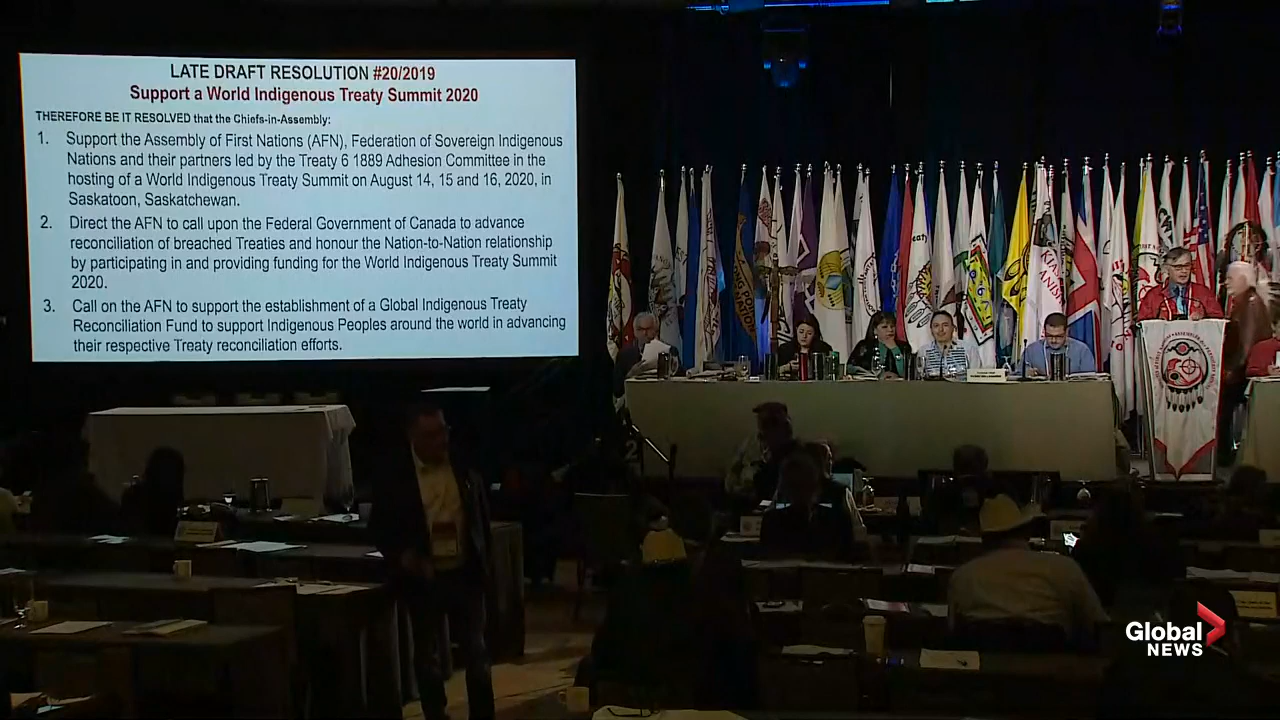 LATE DRAFT RESOLUTION #20/2019
Support a World Indigenous Treaty Summit 2020
THEREFORE BE IT RESOLVED that the Chiefs-in-Assembly:
1. Support the Assembly of First Nations (AFN), Federation of Sovereign Indigenous
Nations and their partners led by the Treaty 6 1889 Adhesion Committee in the
hosting of a World Indigenous Treaty Summit on August 14, 15 and 16, 2020, in
Saskatoon, Saskatchewan.
2. Direct the AFN to call upon the Federal Government of Canada to advance
reconciliation of breached Treaties and honour the Nation-to-Nation relationship
by participating in and providing funding for the World Indigenous Treaty Summit
2020.
3. Call on the AFN to support the establishment of a Global Indigenous Treaty
Reconciliation Fund to support Indigenous Peoples around the world in advancing
their respective Treaty reconciliation efforts.
Global
NEWS